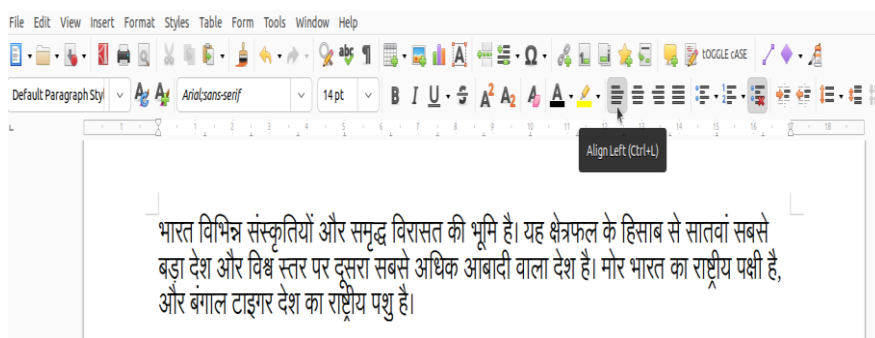 File Edit View Insert Format Styles Table Form Tools Window Help
tOGGLE cASE
Default Paragraph Styl
Arial;sans-serif
14 pt
Align Left (Ctrl+L)
भारत विभिन्न संस्कृतियों और समृद्ध विरासत की भूमि है। यह क्षेत्रफल के हिसाब से सातवां सबसे
बड़ा देश और विश्व स्तर पर दूसरा सबसे अधिक आबादी वाला देश है। मोर भारत का राष्ट्रीय पक्षी है,
और बंगाल टाइगर देश का राष्ट्रीय पशु है।